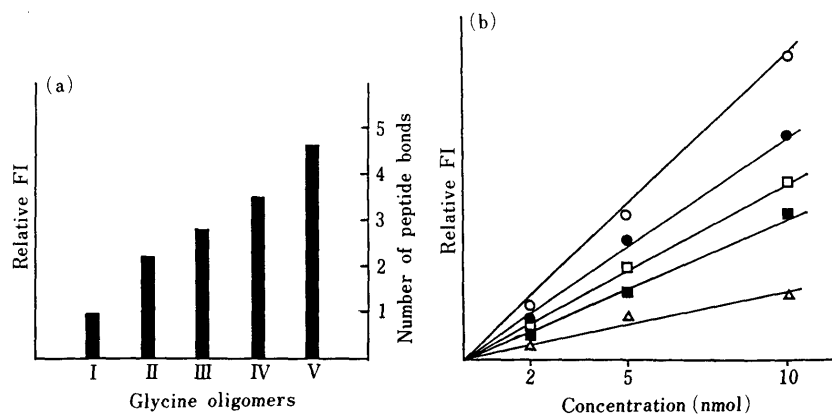 (a)
Relative FI
5
4
3
2
1
Number of peptide bonds
I II III IV V
Glycine oligomers
(b)
Relative FI
2 5 10
Concentration (nmol)